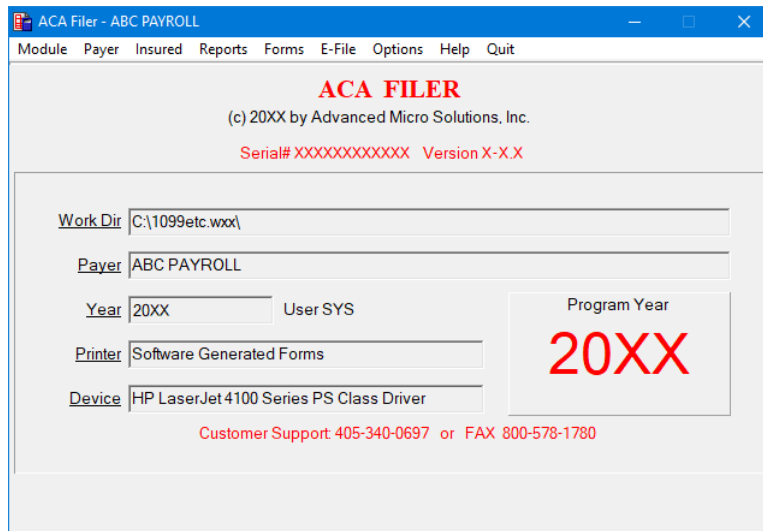 ACA Filer - ABC PAYROLL
Module Payer Insured Reports Forms E-File Options Help Quit
ACA FILER
(c) 20XX by Advanced Micro Solutions, Inc.
Serial# XXXXXXXXXXXX Version X-X.X
Work Dir C:\1099etc.wxx\
Payer ABC PAYROLL
Year 20XX User SYS
Program Year
20XX
Printer Software Generated Forms
Device HP LaserJet 4100 Series PS Class Driver
Customer Support: 405-340-0697 or FAX 800-578-1780